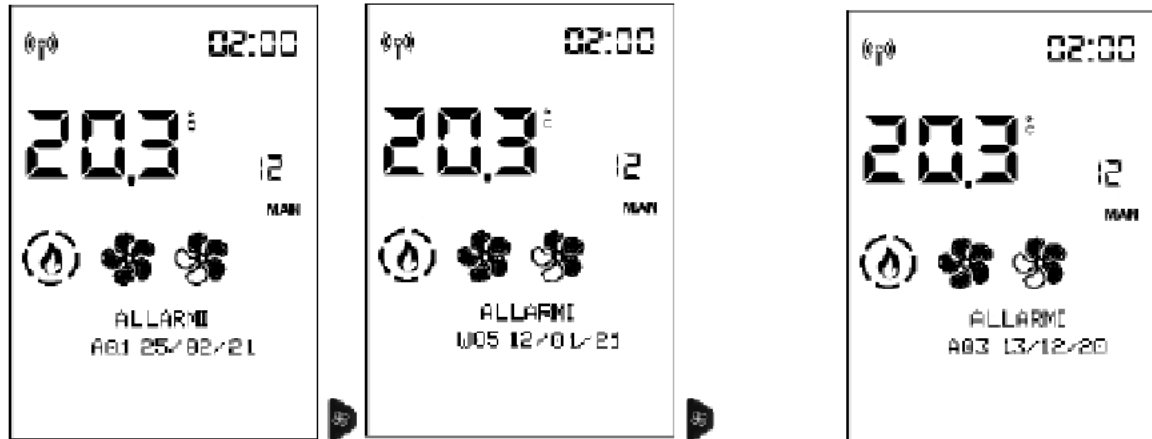 02:00
20.3 °C
12
MAN
ALLARMI
A01 25/02/21
02:00
20.3 °C
12
MAN
ALLARMI
W05 12/01/21
02:00
20.3 °C
12
MAN
ALLARMI
A03 13/12/20